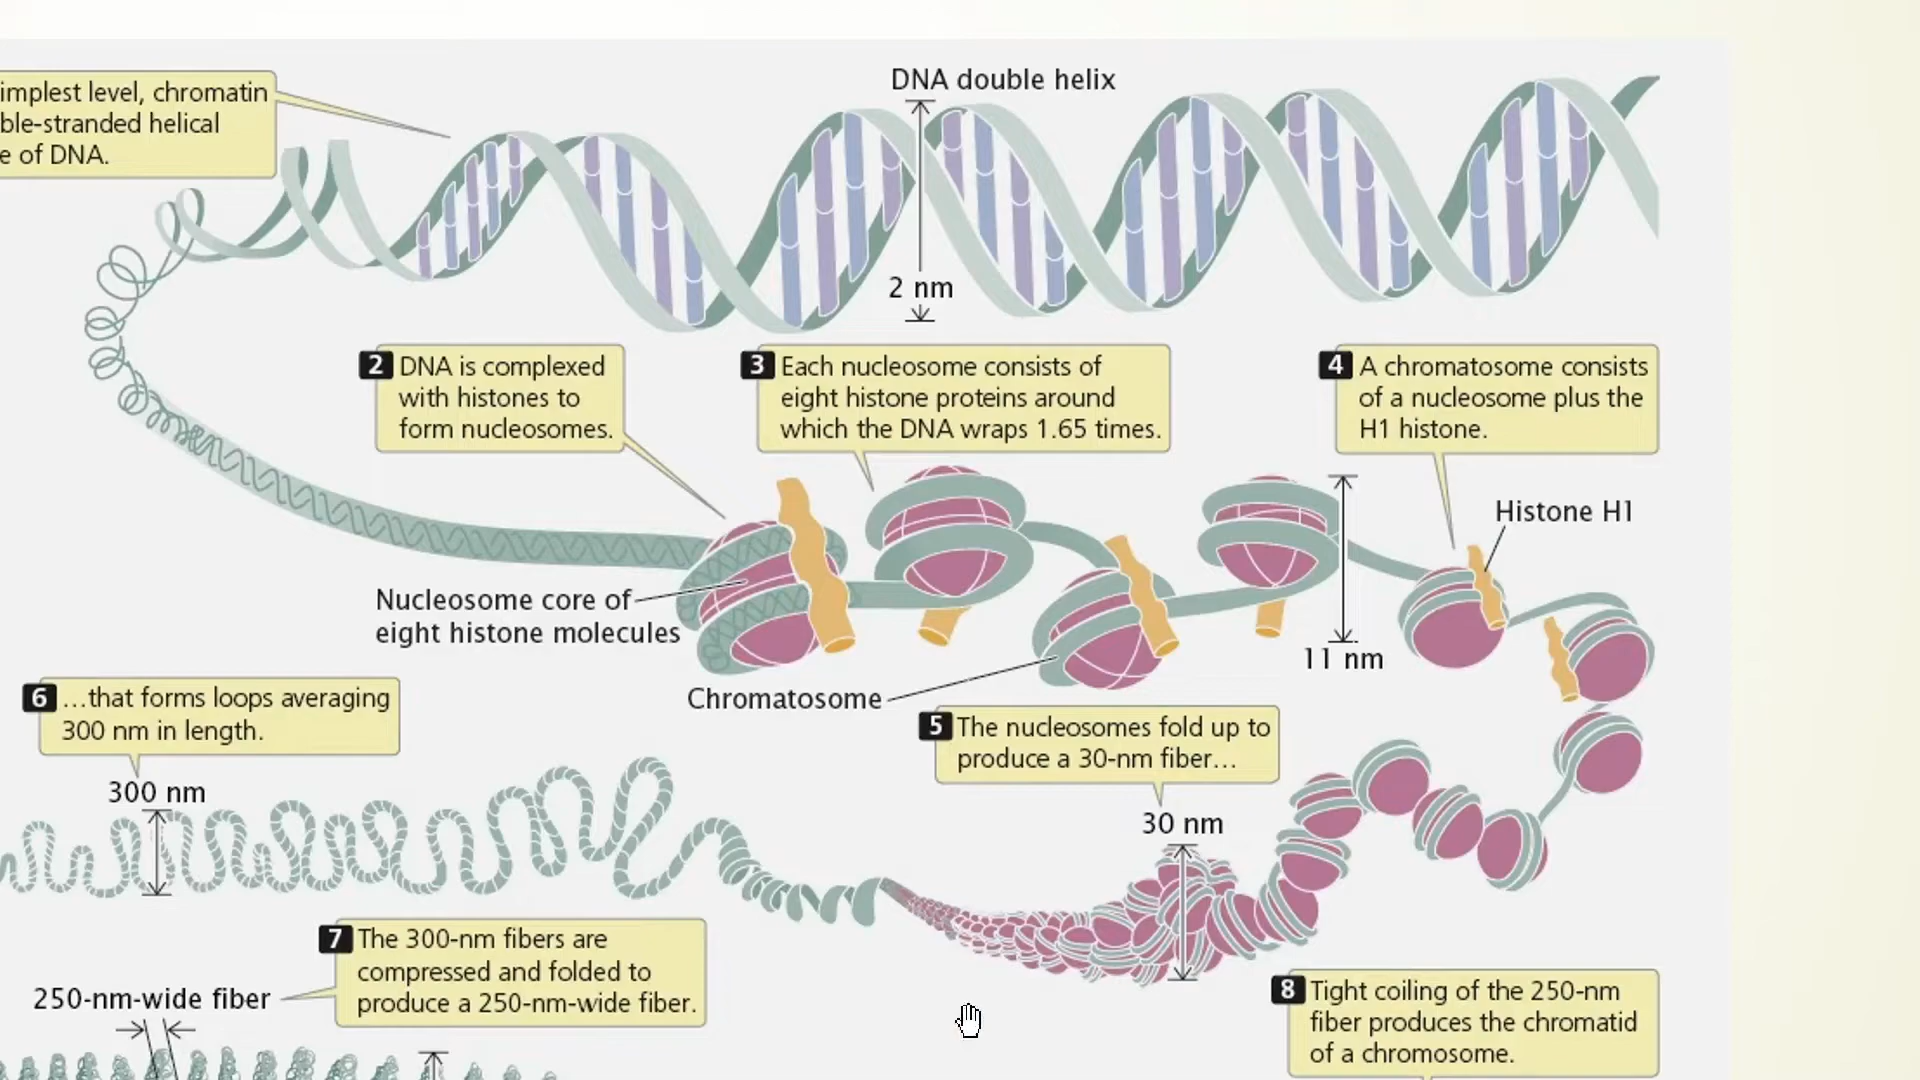 implest level, chromatin
ble-stranded helical
e of DNA.
DNA double helix
2 nm
2 DNA is complexed
with histones to
form nucleosomes.
3 Each nucleosome consists of
eight histone proteins around
which the DNA wraps 1.65 times.
4 A chromatosome consists
of a nucleosome plus the
H1 histone.
Histone H1
Nucleosome core of
eight histone molecules
11 nm
Chromatosome
6 …that forms loops averaging
300 nm in length.
300 nm
5 The nucleosomes fold up to
produce a 30-nm fiber…
30 nm
7 The 300-nm fibers are
compressed and folded to
produce a 250-nm-wide fiber.
250-nm-wide fiber
8 Tight coiling of the 250-nm
fiber produces the chromatid
of a chromosome.